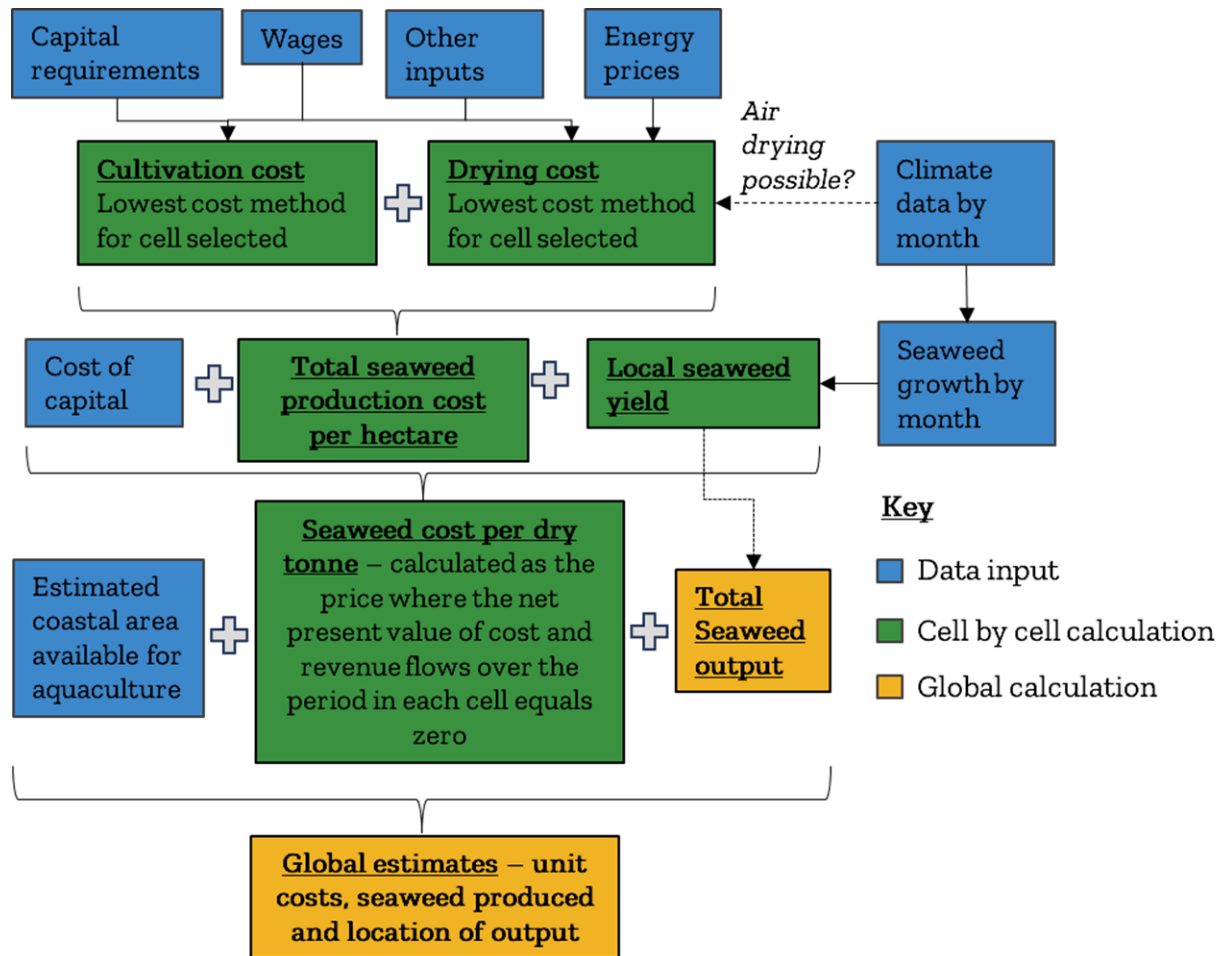 Capital
requirements
Wages
Other
inputs
Energy
prices
Air
drying
possible?
Cultivation cost
Lowest cost method
for cell selected
Drying cost
Lowest cost method
for cell selected
Climate
data by
month
Cost of
capital
Total seaweed
production cost
per hectare
Local seaweed
yield
Seaweed
growth by
month
Estimated
coastal area
available for
aquaculture
Seaweed cost per dry
tonne – calculated as the
price where the net
present value of cost and
revenue flows over the
period in each cell equals
zero
Total
Seaweed
output
Key
Data input
Cell by cell calculation
Global calculation
Global estimates – unit
costs, seaweed produced
and location of output